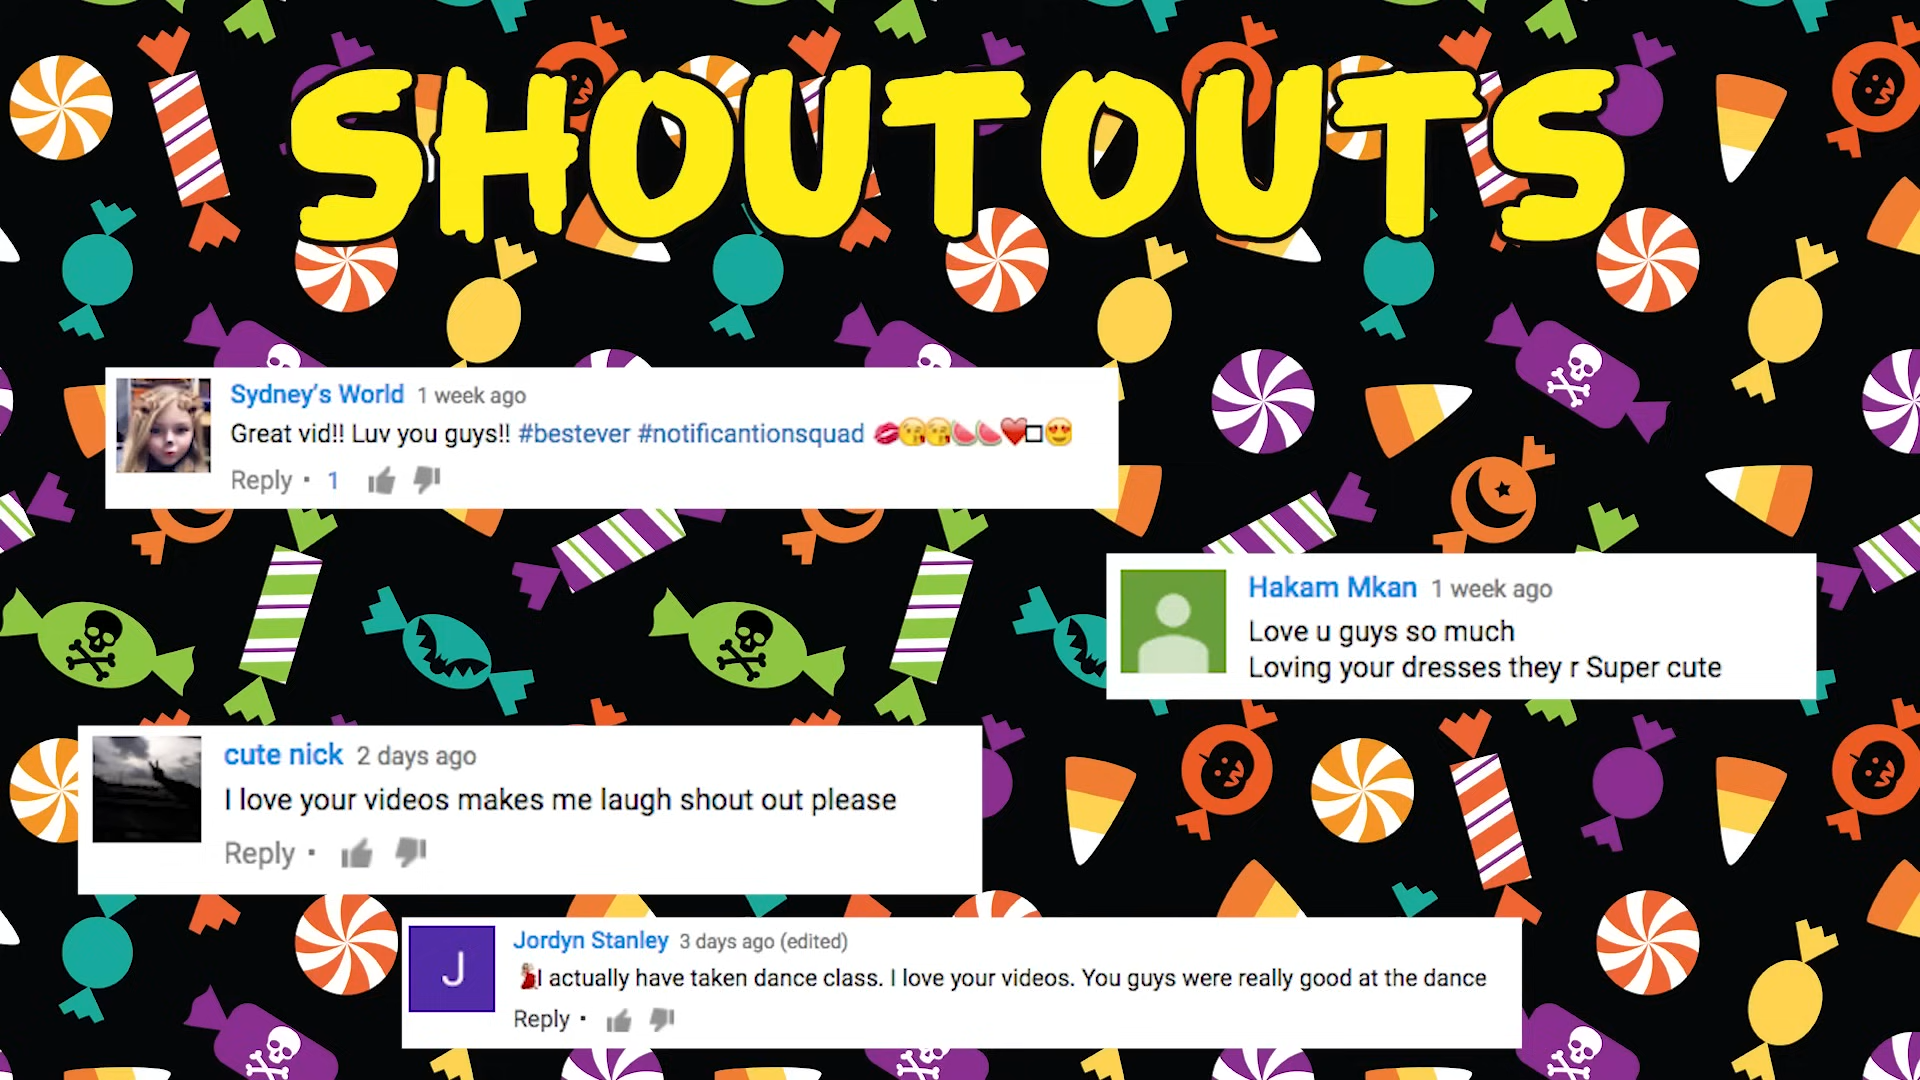 SHOUTOUTS
Sydney's World 1 week ago
Great vid!! Luv you guys!! #bestever #notificantionsquad 💋😘😘🍉🍉❤️□😍
Reply • 1
Hakam Mkan 1 week ago
Love u guys so much
Loving your dresses they r Super cute
cute nick 2 days ago
I love your videos makes me laugh shout out please
Reply •
J
Jordyn Stanley 3 days ago (edited)
💃I actually have taken dance class. I love your videos. You guys were really good at the dance
Reply •